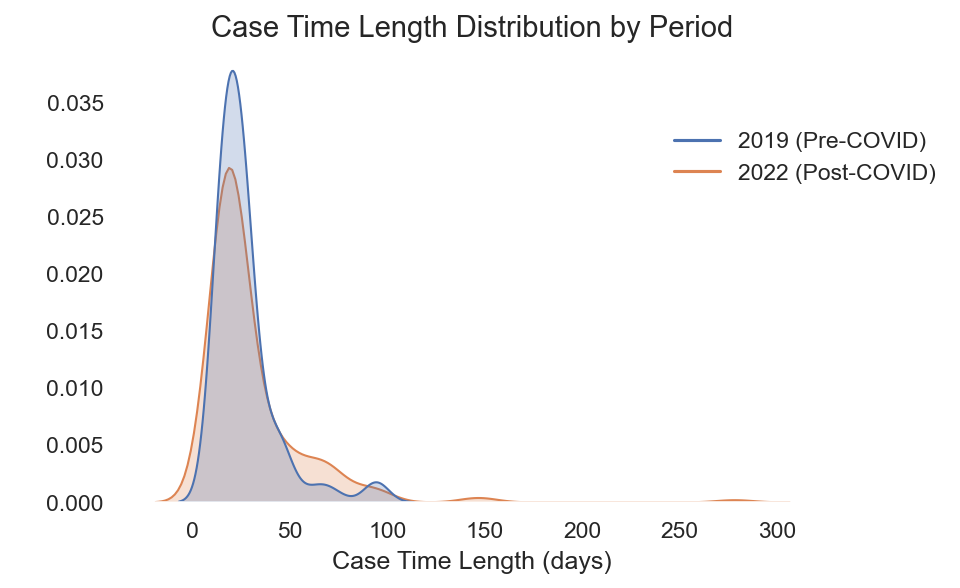 Case Time Length Distribution by Period
0.035
0.030
0.025
0.020
0.015
0.010
0.005
0.000
2019 (Pre-COVID)
2022 (Post-COVID)
0 50 100 150 200 250 300
Case Time Length (days)